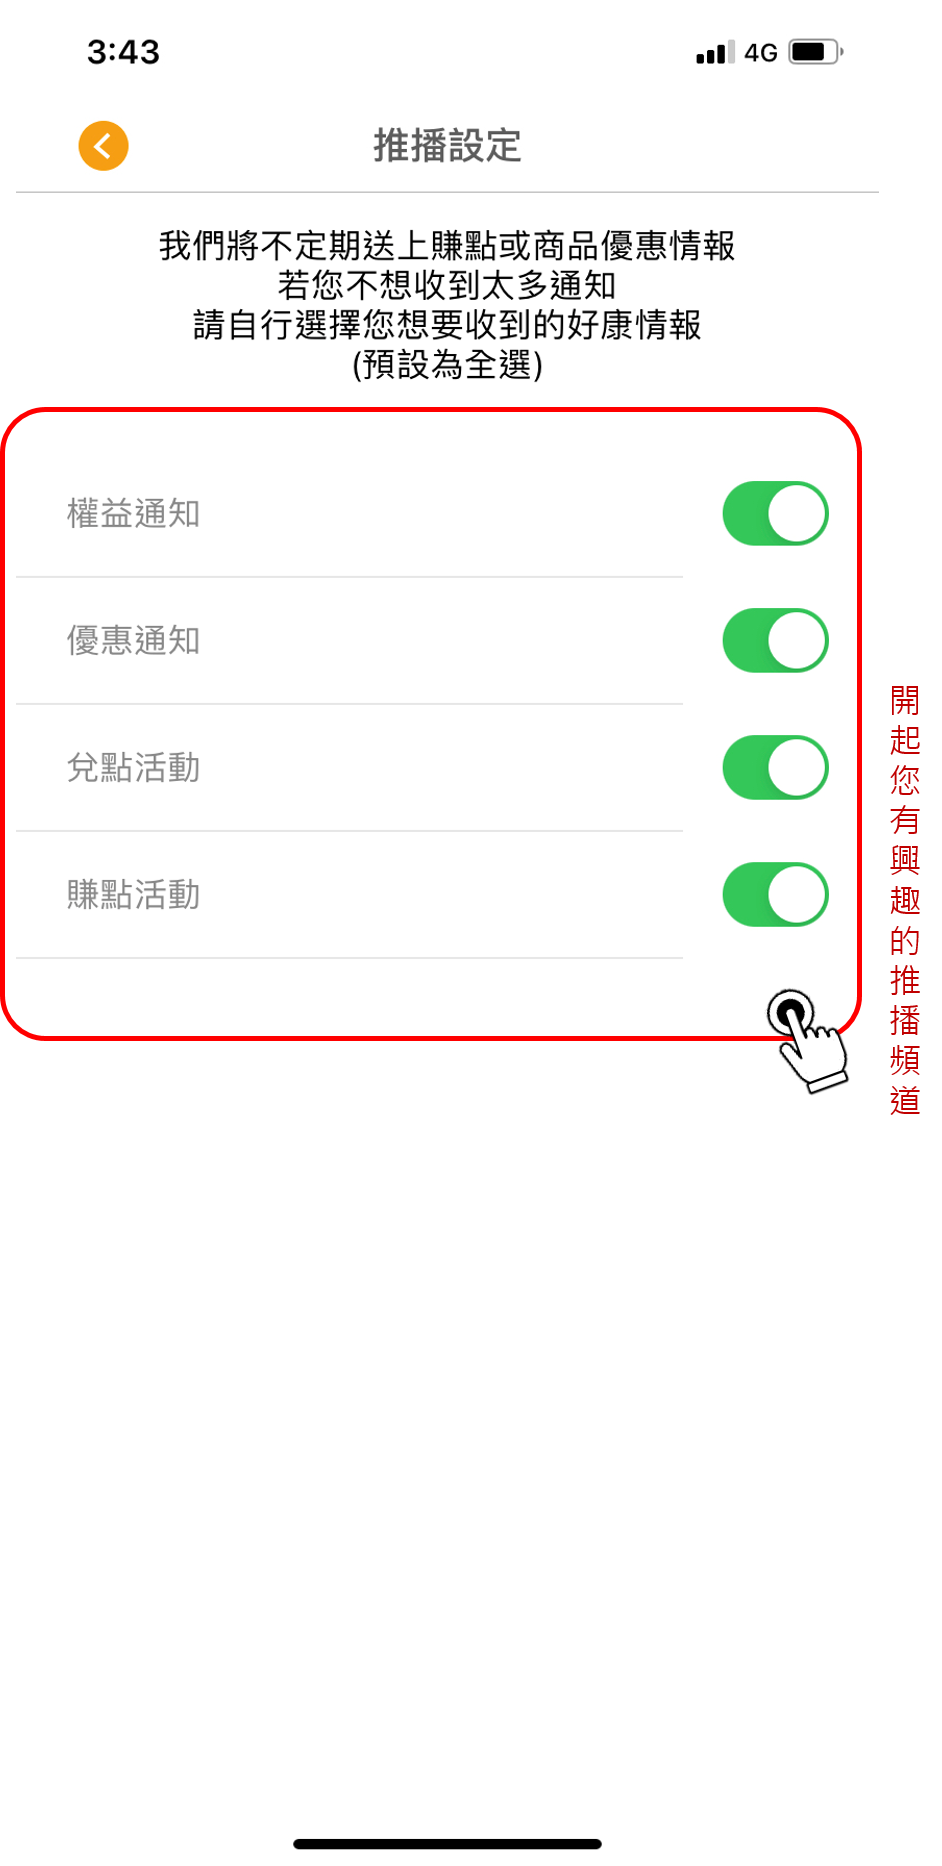 3:43
4G
推播設定
我們將不定期送上賺點或商品優惠情報
若您不想收到太多通知
請自行選擇您想要收到的好康情報
(預設為全選)
權益通知
優惠通知
兌點活動
賺點活動
開起您有興趣的推播頻道